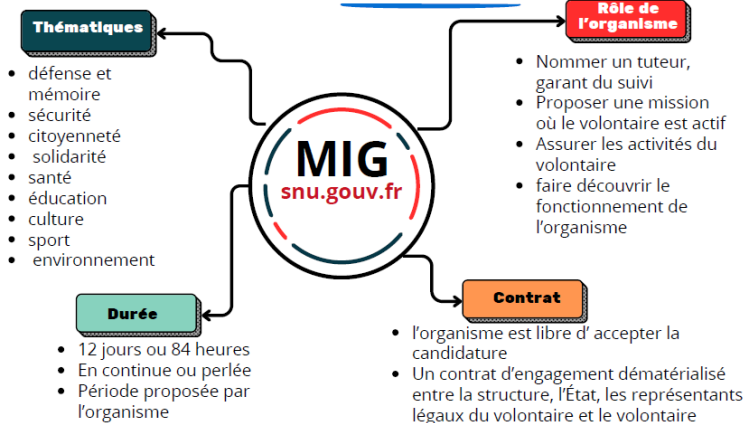 Thématiques
défense et
mémoire
sécurité
citoyenneté
solidarité
santé
éducation
culture
sport
environnement
Rôle de
l'organisme
Nommer un tuteur,
garant du suivi
Proposer une mission
où le volontaire est actif
Assurer les activités du
volontaire
faire découvrir le
fonctionnement de
l'organisme
MIG
snu.gouv.fr
Durée
12 jours ou 84 heures
En continue ou perlée
Période proposée par
l'organisme
Contrat
l'organisme est libre d' accepter la
candidature
Un contrat d'engagement dématérialisé
entre la structure, l'État, les représentants
légaux du volontaire et le volontaire